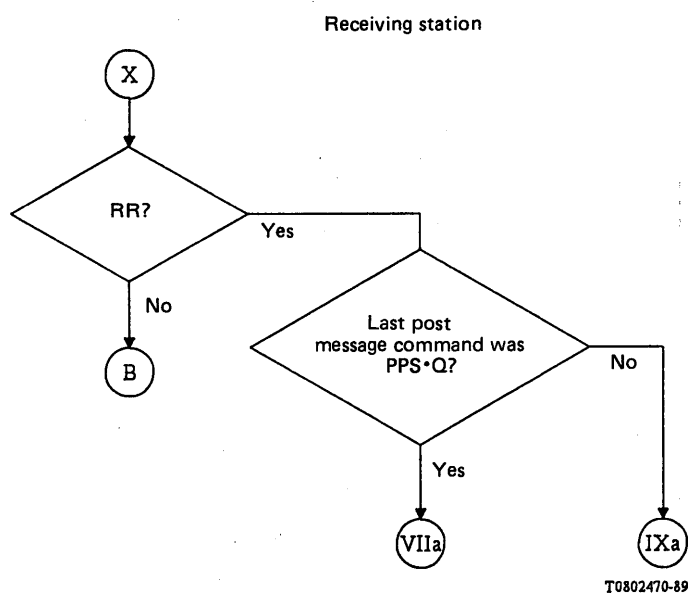 Receiving station
X
RR?
Yes
No
B
Last post
message command was
PPS•Q?
No
Yes
VIIa
IXa
T0802470-89